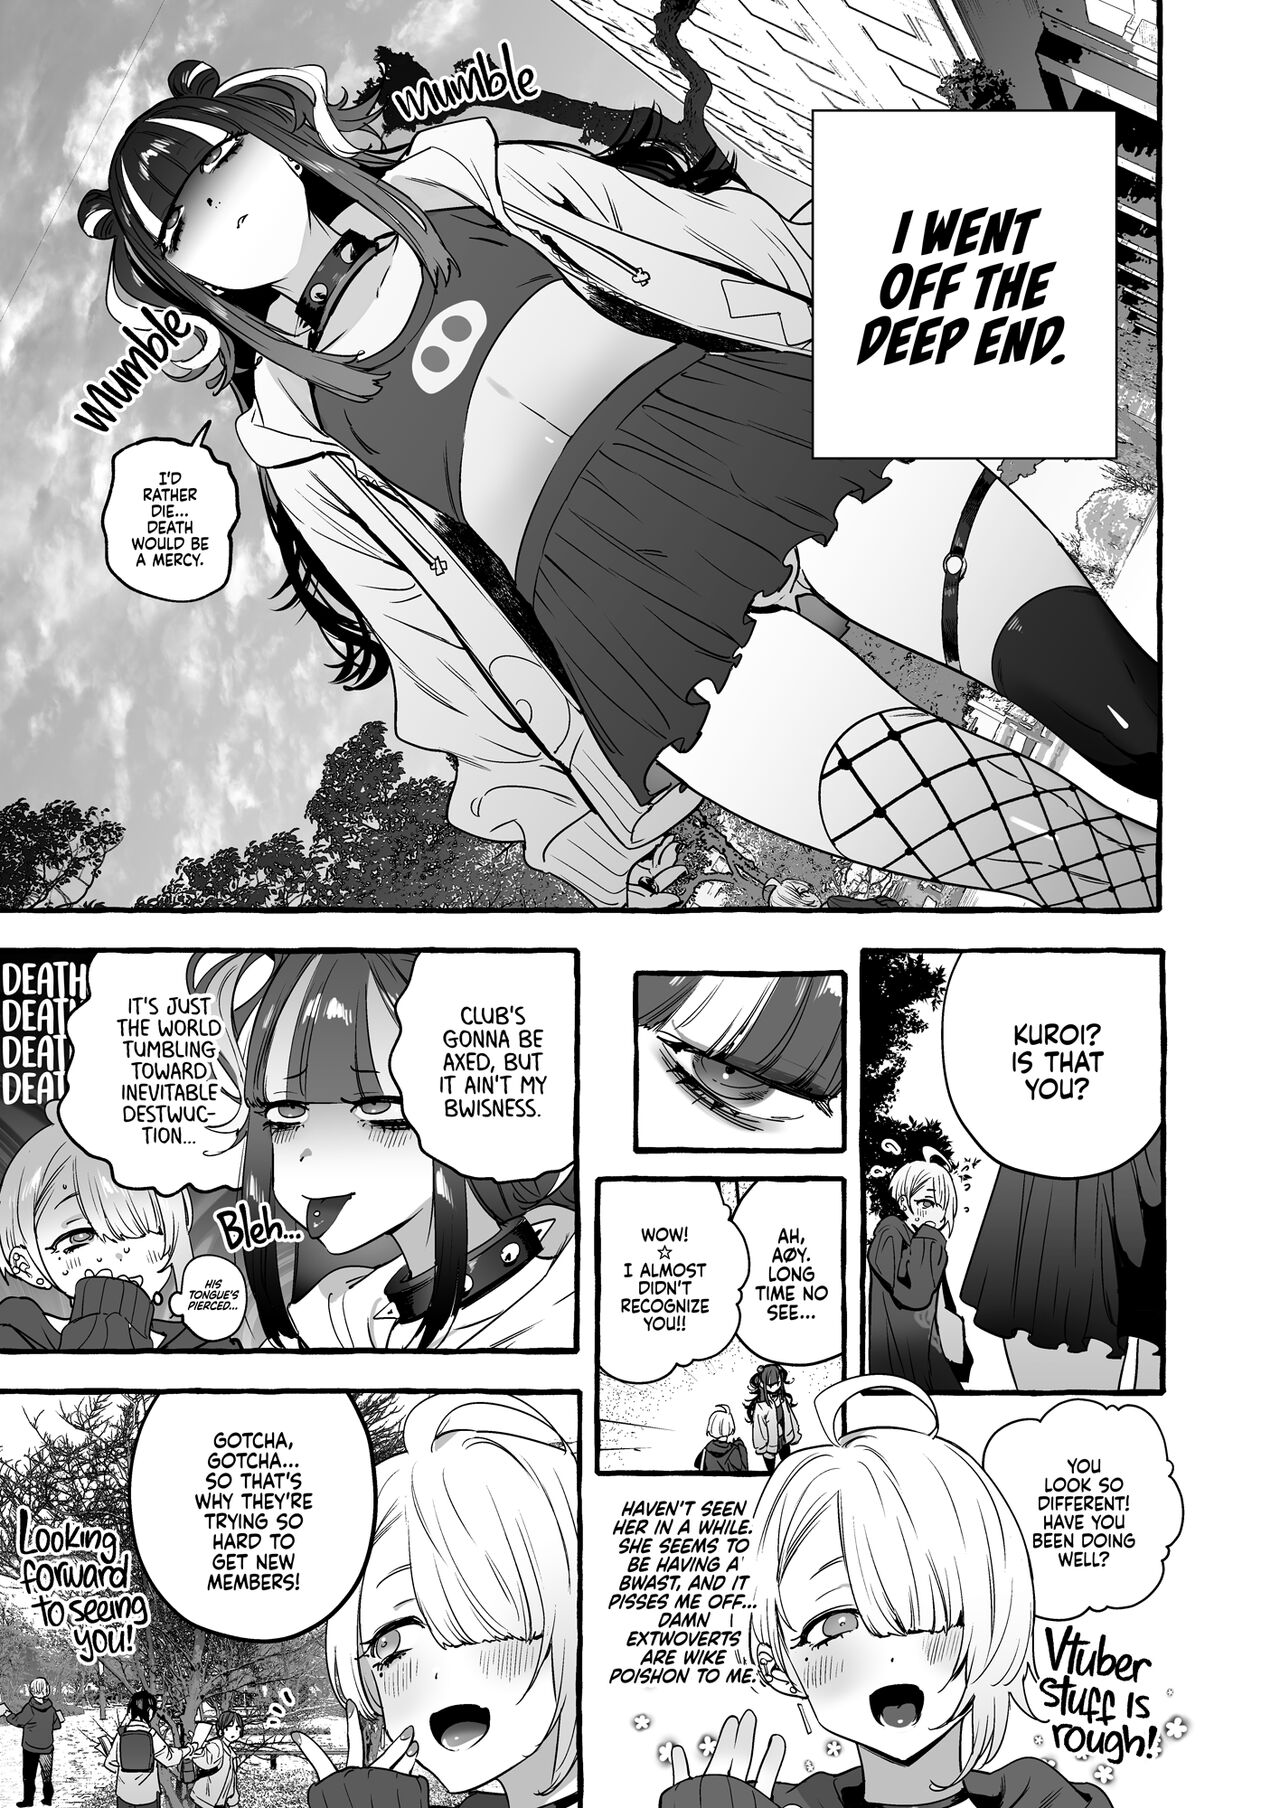 I WENT
OFF THE
DEEP END.
mumble
mumble
I'D
RATHER
DIE...
DEATH
WOULD BE
A MERCY.
KUROI?
IS THAT
YOU?
AH,
AØY.
LONG
TIME NO
SEE...
WOW!
☆
I ALMOST
DIDN'T
RECOGNIZE
YOU!!
CLUB'S
GONNA BE
AXED, BUT
IT AIN'T MY
BWISNESS.
IT'S JUST
THE WORLD
TUMBLING
TOWARD
INEVITABLE
DESTWUC-
TION...
Bleh...
HIS
TONGUE'S
PIERCED...
DEATH
DEAT
DEAT
DEAT
YOU
LOOK SO
DIFFERENT!
HAVE YOU
BEEN DOING
WELL?
Vtuber
stuff is
rough!
HAVEN'T SEEN
HER IN A WHILE.
SHE SEEMS TO
BE HAVING A
BWAST, AND IT
PISSES ME OFF...
DAMN
EXTWOVERTS
ARE WIKE
POISHON TO ME.
GOTCHA,
GOTCHA...
SO THAT'S
WHY THEY'RE
TRYING SO
HARD TO
GET NEW
MEMBERS!
Looking
forward
to seeing
you!